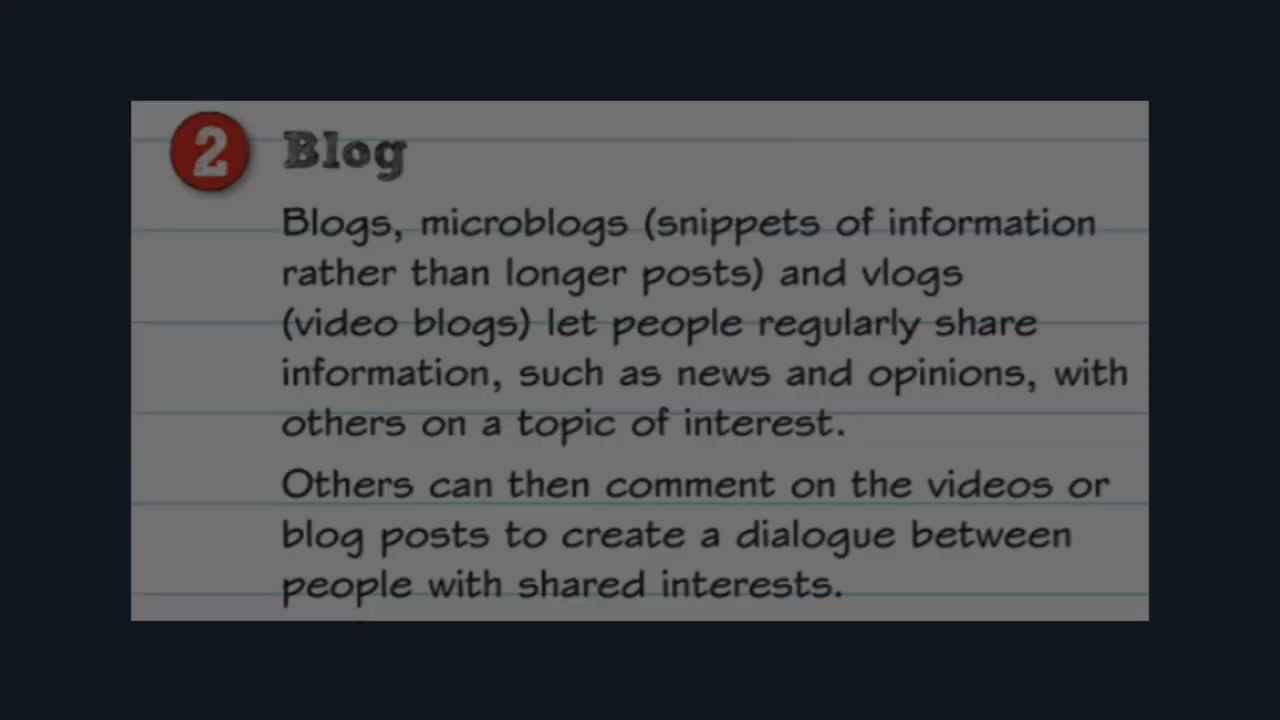 2 Blog
Blogs, microblogs (snippets of information
rather than longer posts) and vlogs
(video blogs) let people regularly share
information, such as news and opinions, with
others on a topic of interest.
Others can then comment on the videos or
blog posts to create a dialogue between
people with shared interests.